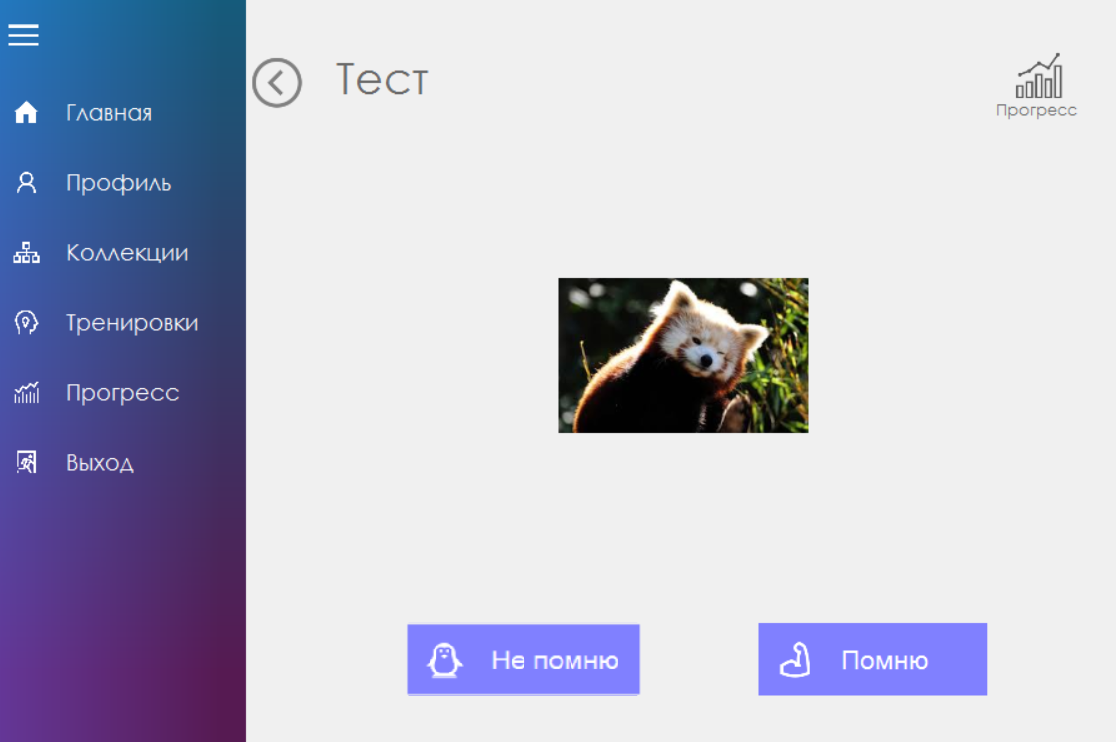 Главная
Профиль
Коллекции
Тренировки
Прогресс
Выход
Тест
Прогресс
Не помню
Помню